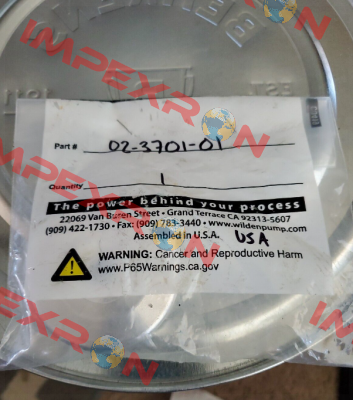 IMPEXRON
Part # 02-3701-01
Quantity 1
The power behind your process
22069 Van Buren Street • Grand Terrace CA 92313-5607
(909) 422-1730 • Fax: (909) 783-3440 • www.wildenpump.com
Assembled in U.S.A. USA
WARNING: Cancer and Reproductive Harm
www.P65Warnings.ca.gov